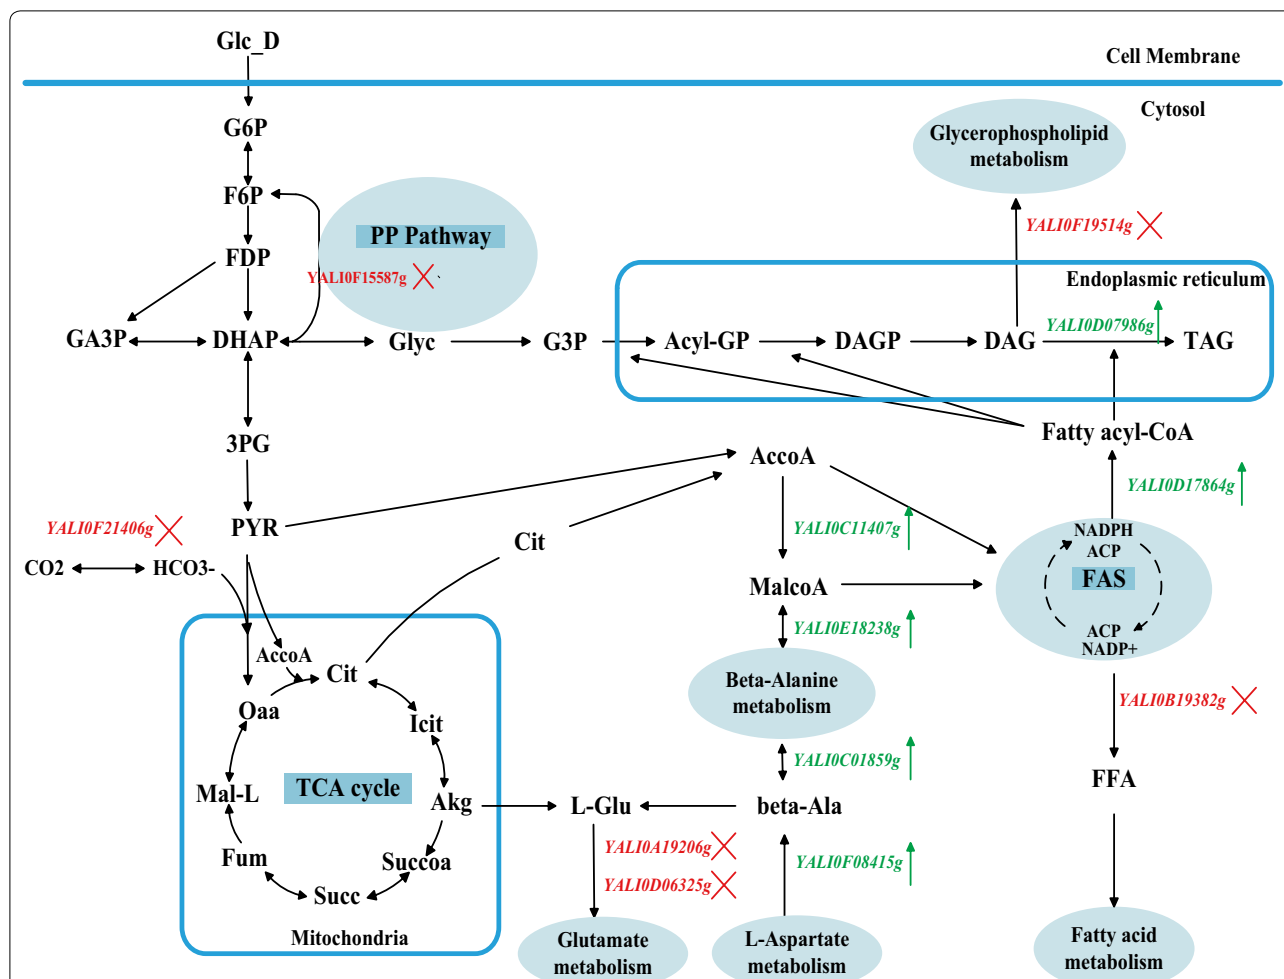 Glc_D
Cell Membrane
Cytosol
G6P
Glycerophospholipid
metabolism
F6P
PP Pathway
YALI0F19514g
FDP
YALI0F15587g
Endoplasmic reticulum
YALI0D07986g
GA3P
DHAP
Glyc
G3P
Acyl-GP
DAGP
DAG
TAG
3PG
Fatty acyl-CoA
AccoA
YALI0D17864g
YALI0F21406g
PYR
Cit
YALI0C11407g
NADPH
ACP
FAS
ACP
NADP+
CO2
HCO3-
MalcoA
YALI0E18238g
AccoA
Cit
Beta-Alanine
metabolism
YALI0B19382g
Oaa
Icit
YALI0C01859g
FFA
TCA cycle
Mal-L
Akg
L-Glu
beta-Ala
YALI0A19206g
YALI0F08415g
YALI0D06325g
Fum
Succoa
Succ
Mitochondria
Glutamate
metabolism
L-Aspartate
metabolism
Fatty acid
metabolism